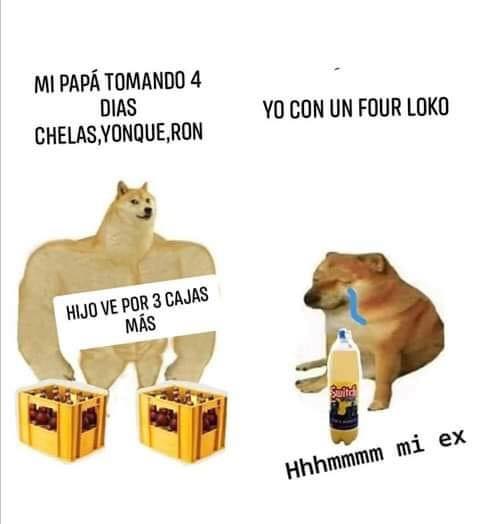 MI PAPÁ TOMANDO 4
DIAS
CHELAS,YONQUE,RON
YO CON UN FOUR LOKO
HIJO VE POR 3 CAJAS
MÁS
Switch
Hhhmmmm mi ex